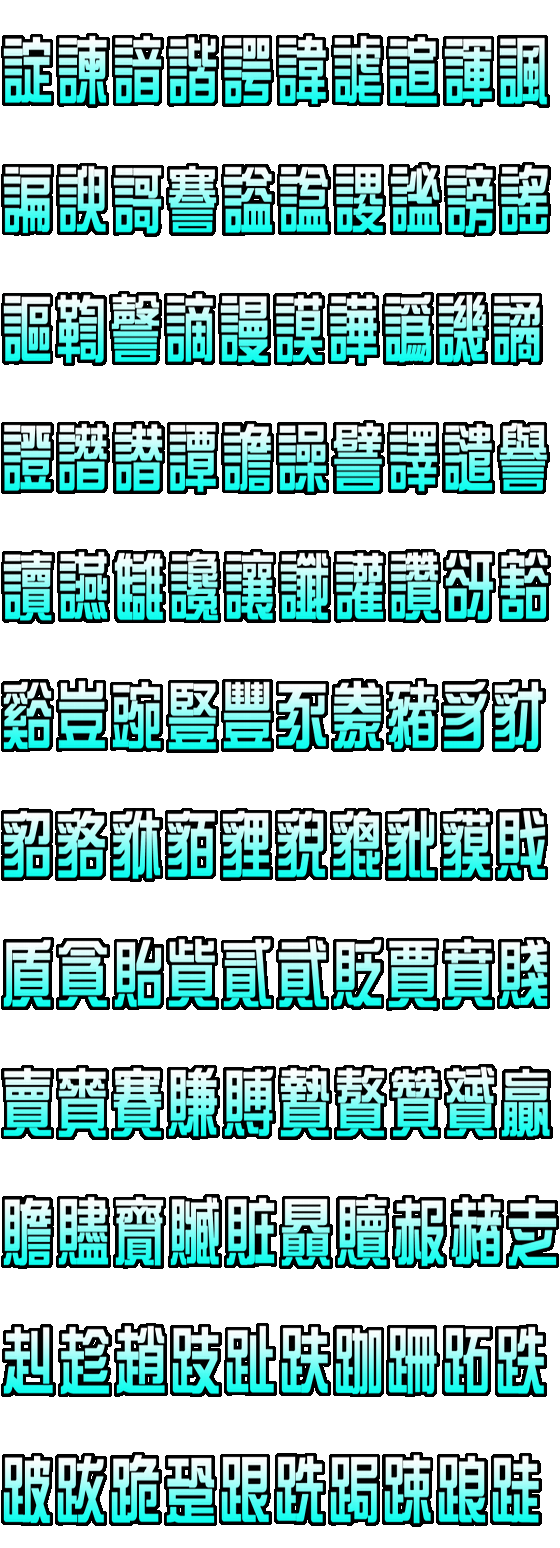 諚諫諳諧諤諱謔諠諢諷
諞諛謌謇謚諡謖謐謗謠
謳鞫謦謫謾謨譁譌譏譎
證譖譛譚譫譟譬譯譴譽
讀讌讎讒讓讖讙讚谺豁
谿豈豌豎豐豕豢豬豸豺
貂貉貅貊貍貎貔豼貘戝
貭貪貽貲貳貮貶賈賁賤
賣賚賽賺賻贄贅贊贇贏
贍贐齎贓賍贔贖赧赭赱
赳趁趙跂趾趺跏跚跖跌
跛跋跪跫跟跣跼踈踉跿